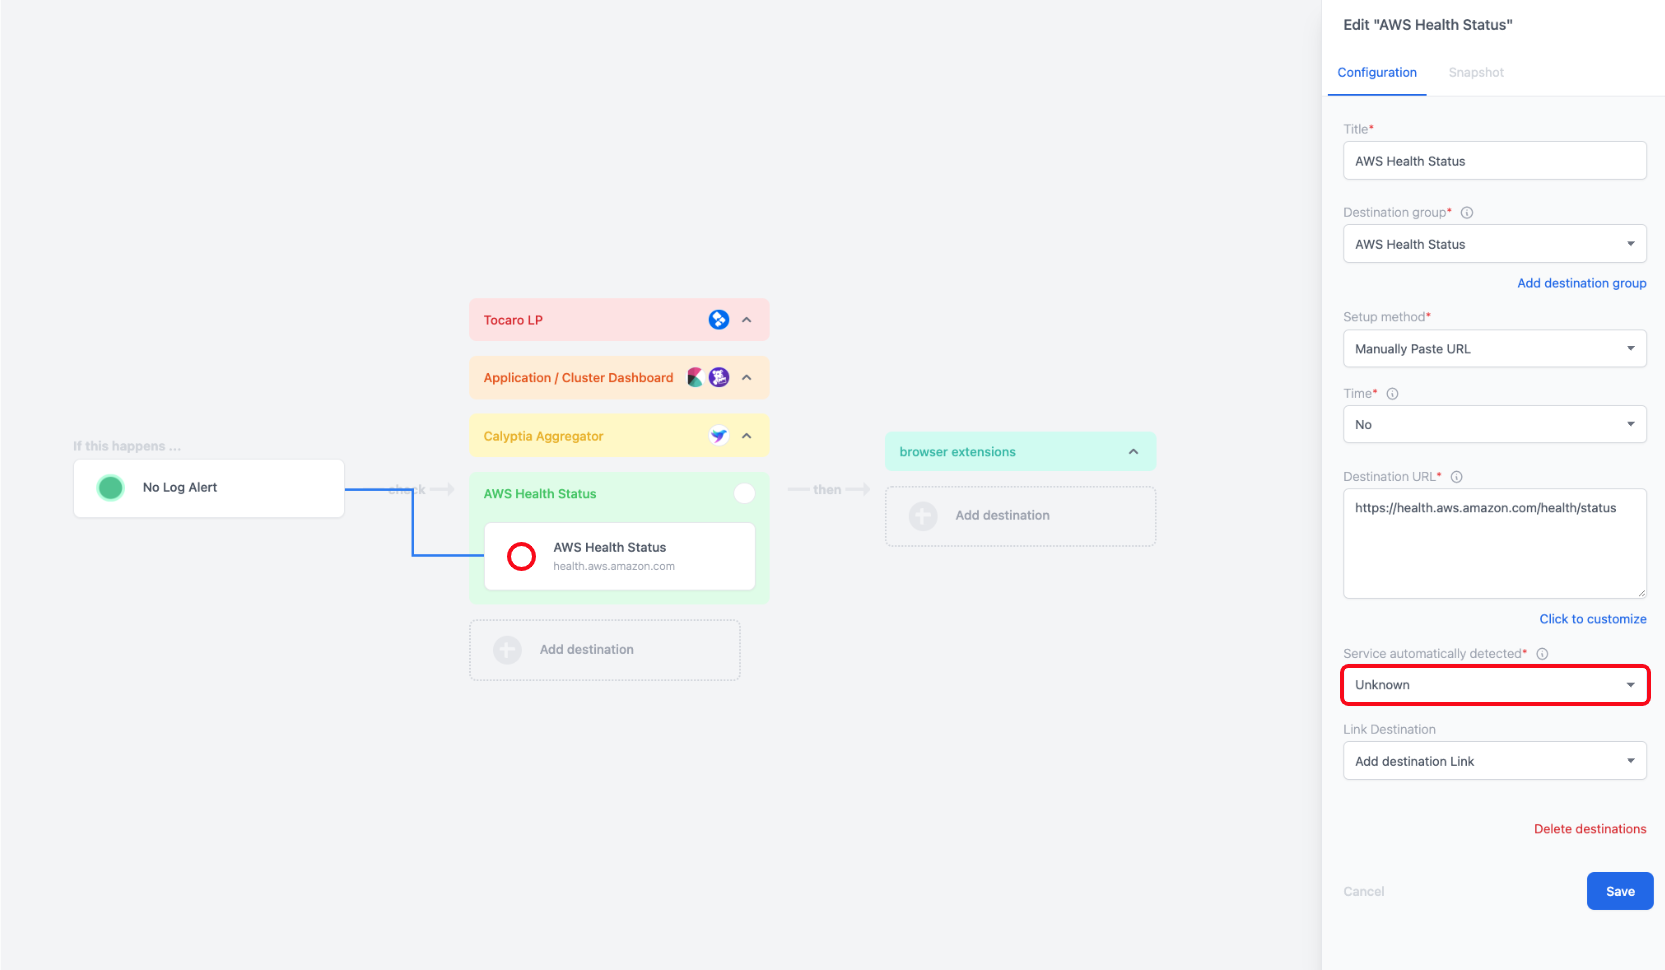 Edit "AWS Health Status"
Configuration
Snapshot
Title*
AWS Health Status
Destination group*
AWS Health Status
Add destination group
Setup method*
Manually Paste URL
Time*
No
Destination URL*
https://health.aws.amazon.com/health/status
Click to customize
Service automatically detected*
Unknown
Link Destination
Add destination Link
Delete destinations
Cancel
Save
If this happens ...
No Log Alert
check
Tocaro LP
Application / Cluster Dashboard
Calyptia Aggregator
AWS Health Status
AWS Health Status
health.aws.amazon.com
Add destination
then
browser extensions
Add destination